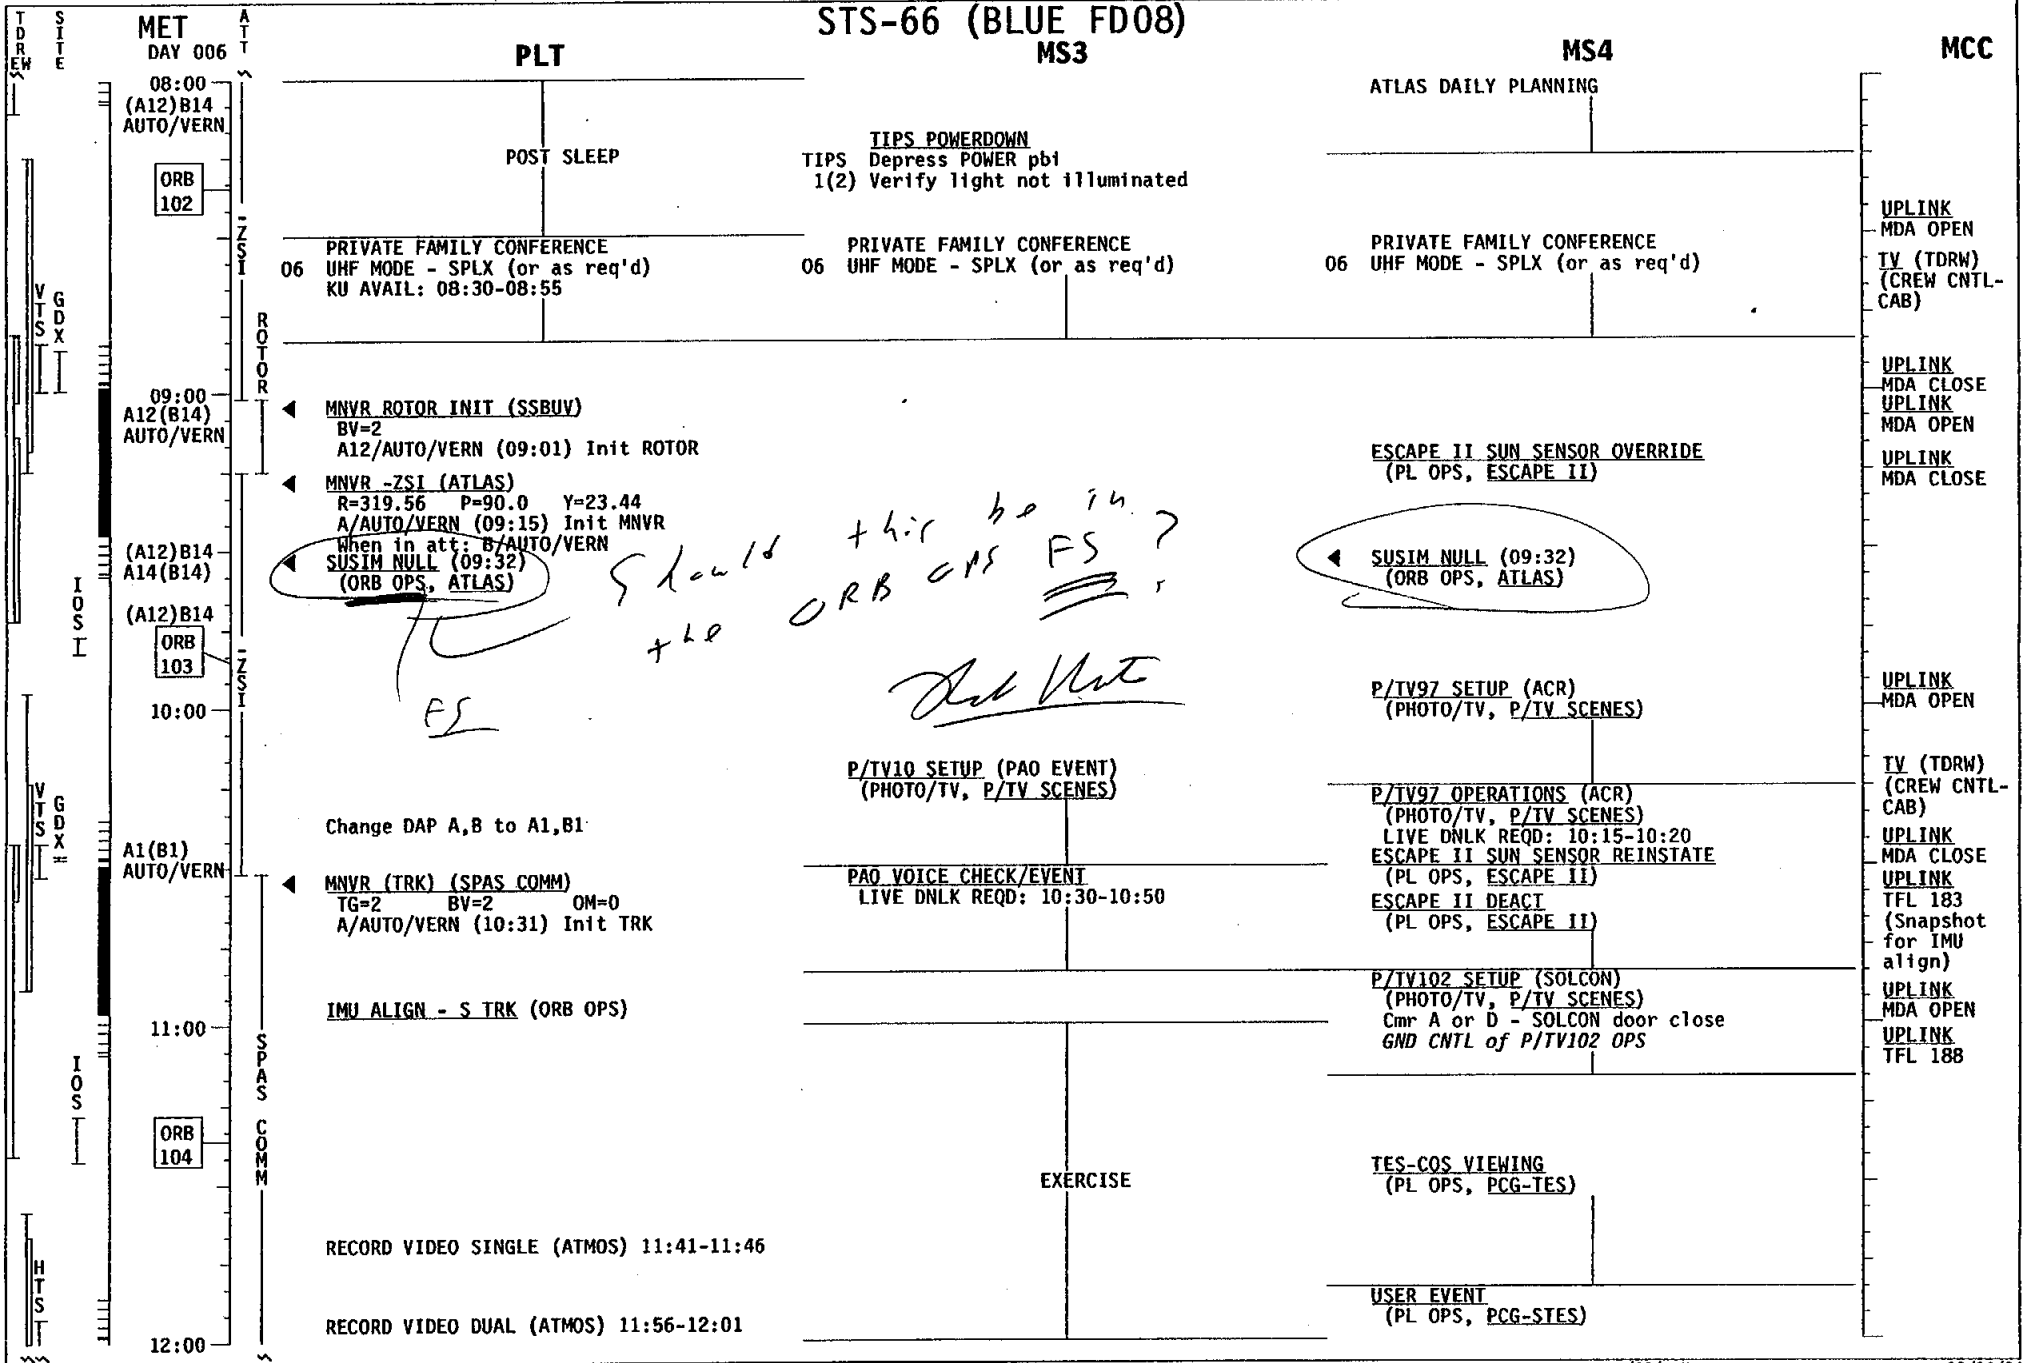 STS-66 (BLUE FD08)
TDRS
EW
SITE
MET
DAY 006
ATT
PLT
MS3
MS4
MCC
08:00
(A12)B14
AUTO/VERN
ORB
102
-ZSI
VTS
GDX
ROTOR
09:00
A12(B14)
AUTO/VERN
(A12)B14
A14(B14)
(A12)B14
IOS
ORB
103
-ZSI
10:00
VTS
GDX
A1(B1)
AUTO/VERN
11:00
IOS
SPAS COMM
ORB
104
HTS
12:00
POST SLEEP
PRIVATE FAMILY CONFERENCE
06 UHF MODE - SPLX (or as req'd)
KU AVAIL: 08:30-08:55
MNVR ROTOR INIT (SSBUV)
BV=2
A12/AUTO/VERN (09:01) Init ROTOR
MNVR -ZSI (ATLAS)
R=319.56 P=90.0 Y=23.44
A/AUTO/VERN (09:15) Init MNVR
When in att: B/AUTO/VERN
SUSIM NULL (09:32)
(ORB OPS, ATLAS)
FS
Should this be in
the ORB OPS FS ?
Change DAP A,B to A1,B1
MNVR (TRK) (SPAS COMM)
TG=2 BV=2 OM=0
A/AUTO/VERN (10:31) Init TRK
IMU ALIGN - S TRK (ORB OPS)
RECORD VIDEO SINGLE (ATMOS) 11:41-11:46
RECORD VIDEO DUAL (ATMOS) 11:56-12:01
TIPS POWERDOWN
TIPS Depress POWER pbi
1(2) Verify light not illuminated
PRIVATE FAMILY CONFERENCE
06 UHF MODE - SPLX (or as req'd)
P/TV10 SETUP (PAO EVENT)
(PHOTO/TV, P/TV SCENES)
PAO VOICE CHECK/EVENT
LIVE DNLK REQD: 10:30-10:50
EXERCISE
ATLAS DAILY PLANNING
PRIVATE FAMILY CONFERENCE
06 UHF MODE - SPLX (or as req'd)
ESCAPE II SUN SENSOR OVERRIDE
(PL OPS, ESCAPE II)
SUSIM NULL (09:32)
(ORB OPS, ATLAS)
P/TV97 SETUP (ACR)
(PHOTO/TV, P/TV SCENES)
P/TV97 OPERATIONS (ACR)
(PHOTO/TV, P/TV SCENES)
LIVE DNLK REQD: 10:15-10:20
ESCAPE II SUN SENSOR REINSTATE
(PL OPS, ESCAPE II)
ESCAPE II DEACT
(PL OPS, ESCAPE II)
P/TV102 SETUP (SOLCON)
(PHOTO/TV, P/TV SCENES)
Cmr A or D - SOLCON door close
GND CNTL of P/TV102 OPS
TES-COS VIEWING
(PL OPS, PCG-TES)
USER EVENT
(PL OPS, PCG-STES)
UPLINK
MDA OPEN
TV (TDRW)
(CREW CNTL-
CAB)
UPLINK
MDA CLOSE
UPLINK
MDA OPEN
UPLINK
MDA CLOSE
UPLINK
MDA OPEN
TV (TDRW)
(CREW CNTL-
CAB)
UPLINK
MDA CLOSE
UPLINK
TFL 183
(Snapshot
for IMU
align)
UPLINK
MDA OPEN
UPLINK
TFL 188